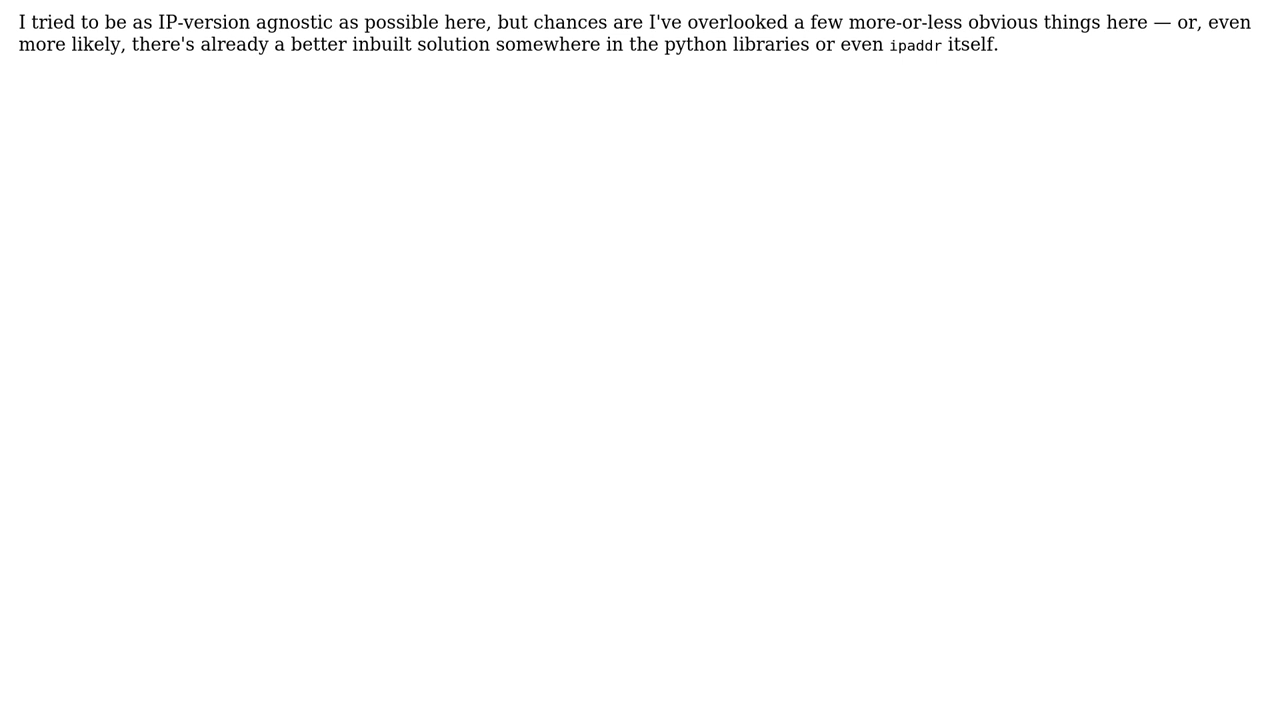 I tried to be as IP-version agnostic as possible here, but chances are I've overlooked a few more-or-less obvious things here — or, even
more likely, there's already a better inbuilt solution somewhere in the python libraries or even ipaddr itself.